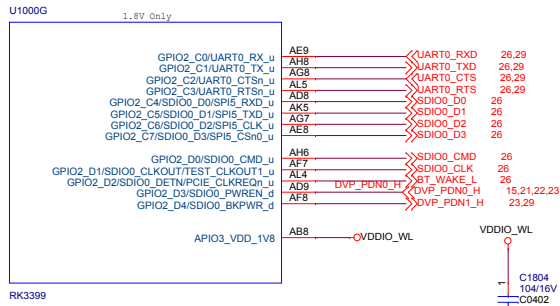 U1000G
1.8V Only
GPIO2_C0/UART0_RX_u AE9 UART0_RXD 26,29
GPIO2_C1/UART0_TX_u AH8 UART0_TXD 26,29
GPIO2_C2/UART0_CTSn_u AG8 UART0_CTS 26,29
GPIO2_C3/UART0_RTSn_u AL5 UART0_RTS 26,29
GPIO2_C4/SDIO0_D0/SPI5_RXD_u AD8 SDIO0_D0 26
GPIO2_C5/SDIO0_D1/SPI5_TXD_u AK5 SDIO0_D1 26
GPIO2_C6/SDIO0_D2/SPI5_CLK_u AG7 SDIO0_D2 26
GPIO2_C7/SDIO0_D3/SPI5_CSn0_u AE8 SDIO0_D3 26
GPIO2_D0/SDIO0_CMD_u AH6 SDIO0_CMD 26
GPIO2_D1/SDIO0_CLKOUT/TEST_CLKOUT1_u AF7 SDIO0_CLK 26
GPIO2_D2/SDIO0_DETN/PCIE_CLKREQn_u AL4 BT_WAKE_L 26
GPIO2_D3/SDIO0_PWREN_d AD9 DVP_PDN0_H DVP_PDN0_H 15,21,22,23
GPIO2_D4/SDIO0_BKPWR_d AF8 DVP_PDN1_H 23,29
APIO3_VDD_1V8 AB8 VDDIO_WL
VDDIO_WL
1
C1804
104/16V
C0402
RK3399